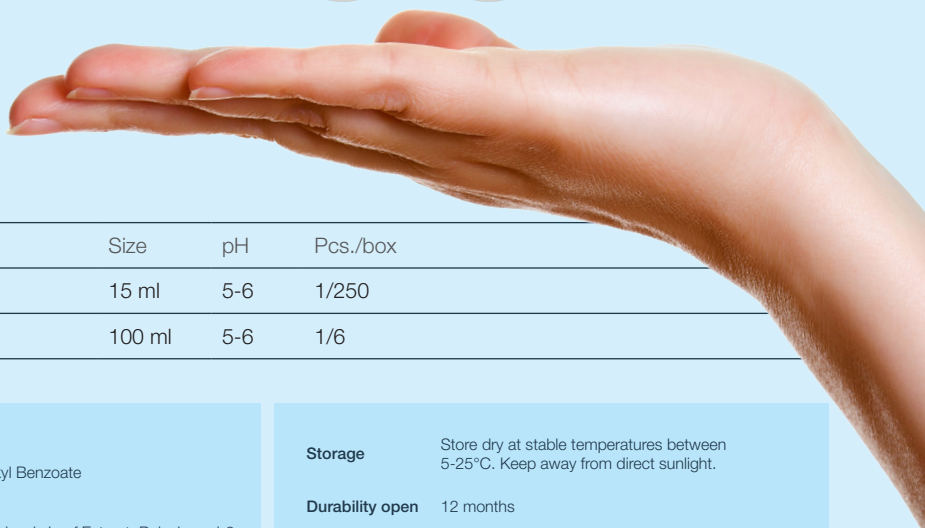 Size pH Pcs./box
15 ml 5-6 1/250
100 ml 5-6 1/6
Benzoate
Storage Store dry at stable temperatures between
5-25°C. Keep away from direct sunlight.
Durability open 12 months